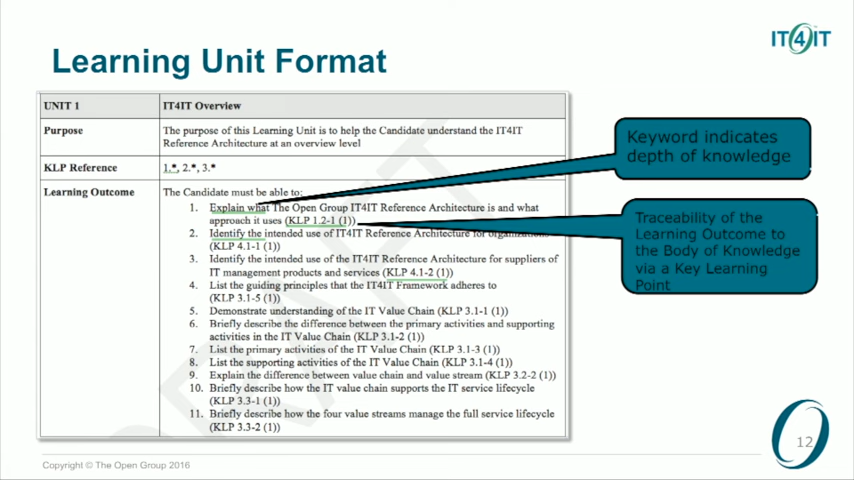 IT4IT
Learning Unit Format
UNIT 1
IT4IT Overview
Purpose
The purpose of this Learning Unit is to help the Candidate understand the IT4IT
Reference Architecture at an overview level
KLP Reference
1.*, 2.*, 3.*
Learning Outcome
The Candidate must be able to:
1. Explain what The Open Group IT4IT Reference Architecture is and what
approach it uses (KLP 1.2-1 (1))
2. Identify the intended use of IT4IT Reference Architecture for
(KLP 4.1-1 (1))
3. Identify the intended use of the IT4IT Reference Architecture for suppliers of
IT management products and services (KLP 4.1-2 (1))
4. List the guiding principles that the IT4IT Framework adheres to
(KLP 3.1-5 (1))
5. Demonstrate understanding of the IT Value Chain (KLP 3.1-1 (1))
6. Briefly describe the difference between the primary activities and supporting
activities in the IT Value Chain (KLP 3.1-2 (1))
7. List the primary activities of the IT Value Chain (KLP 3.1-3 (1))
8. List the supporting activities of the IT Value Chain (KLP 3.1-4 (1))
9. Explain the difference between value chain and value stream (KLP 3.2-2 (1))
10. Briefly describe how the IT value chain supports the IT service lifecycle
(KLP 3.3-1 (1))
11. Briefly describe how the four value streams manage the full service lifecycle
(KLP 3.3-2 (1))
Keyword indicates
depth of knowledge
Traceability of the
Learning Outcome to
the Body of Knowledge
via a Key Learning
Point
DRAFT
Copyright © The Open Group 2016
12